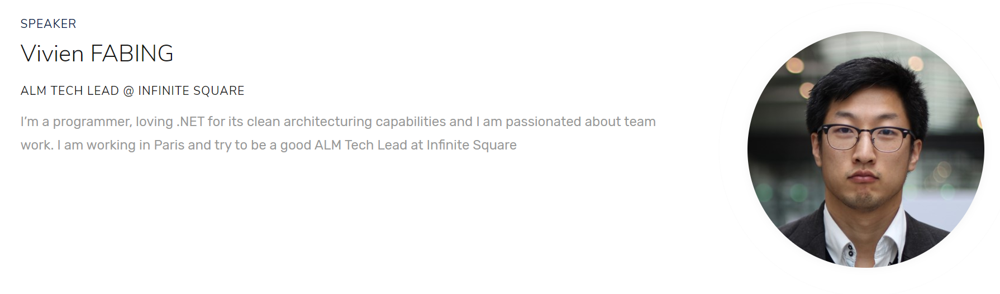 SPEAKER
Vivien FABING
ALM TECH LEAD @ INFINITE SQUARE
I’m a programmer, loving .NET for its clean architecturing capabilities and I am passionated about team
work. I am working in Paris and try to be a good ALM Tech Lead at Infinite Square